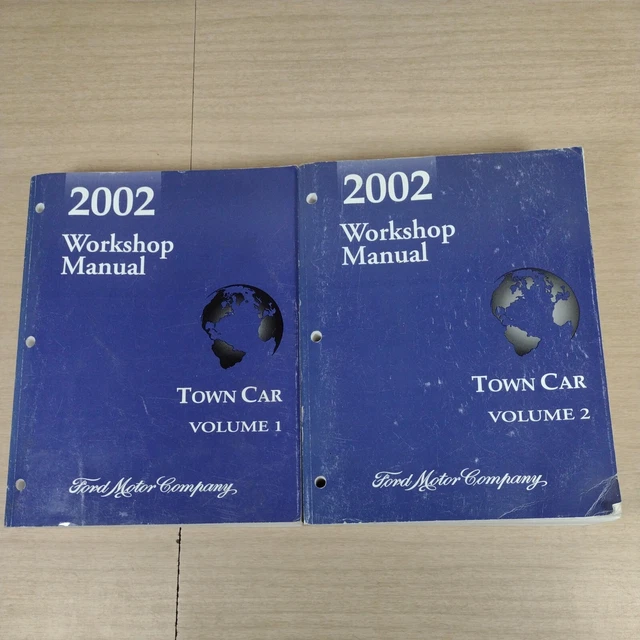 2002
Workshop
Manual
TOWN CAR
VOLUME 1
Ford Motor Company,
2002
Workshop
Manual
TOWN CAR
VOLUME 2
Ford Motor Company,